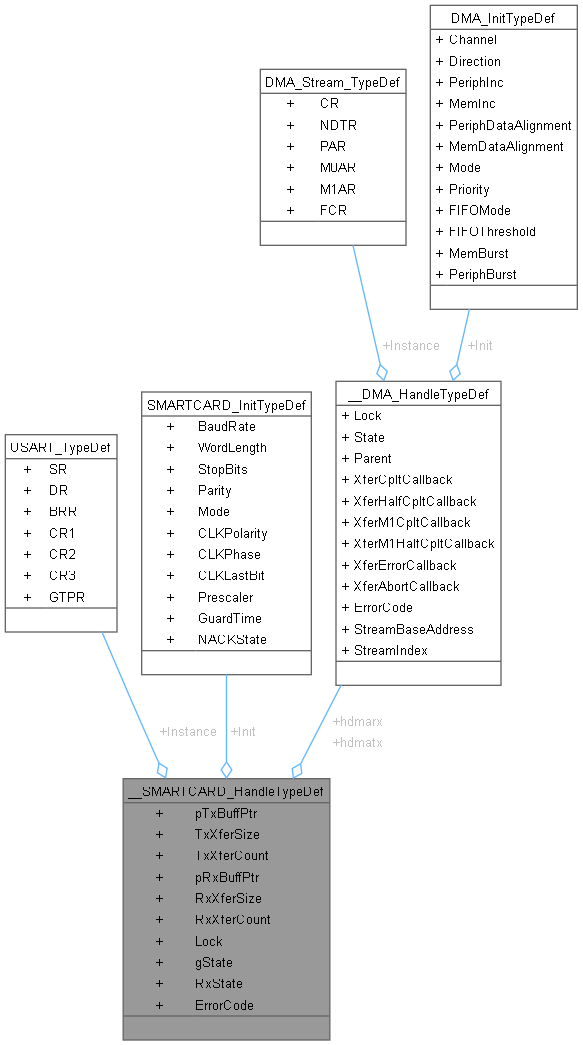 DMA_InitTypeDef
+ Channel
+ Direction
+ PeriphInc
+ MemInc
+ PeriphDataAlignment
+ MemDataAlignment
+ Mode
+ Priority
+ FIFOMode
+ FIFOThreshold
+ MemBurst
+ PeriphBurst
DMA_Stream_TypeDef
+ CR
+ NDTR
+ PAR
+ M0AR
+ M1AR
+ FCR
+Instance
+Init
__DMA_HandleTypeDef
+ Lock
+ State
+ Parent
+ XferCpltCallback
+ XferHalfCpltCallback
+ XferM1CpltCallback
+ XferM1HalfCpltCallback
+ XferErrorCallback
+ XferAbortCallback
+ ErrorCode
+ StreamBaseAddress
+ StreamIndex
SMARTCARD_InitTypeDef
+ BaudRate
+ WordLength
+ StopBits
+ Parity
+ Mode
+ CLKPolarity
+ CLKPhase
+ CLKLastBit
+ Prescaler
+ GuardTime
+ NACKState
USART_TypeDef
+ SR
+ DR
+ BRR
+ CR1
+ CR2
+ CR3
+ GTPR
+Instance
+Init
+hdmarx
+hdmatx
__SMARTCARD_HandleTypeDef
+ pTxBuffPtr
+ TxXferSize
+ TxXferCount
+ pRxBuffPtr
+ RxXferSize
+ RxXferCount
+ Lock
+ gState
+ RxState
+ ErrorCode